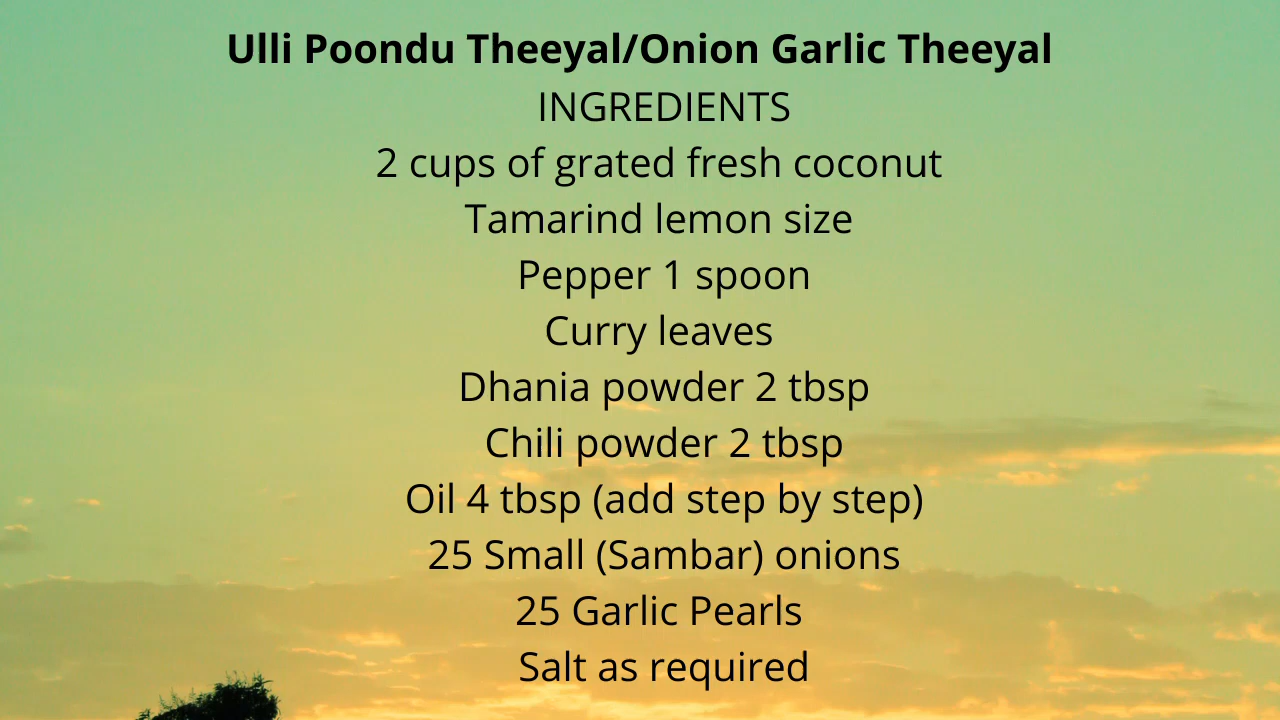 Ulli Poondu Theeyal/Onion Garlic Theeyal
INGREDIENTS
2 cups of grated fresh coconut
Tamarind lemon size
Pepper 1 spoon
Curry leaves
Dhania powder 2 tbsp
Chili powder 2 tbsp
Oil 4 tbsp (add step by step)
25 Small (Sambar) onions
25 Garlic Pearls
Salt as required